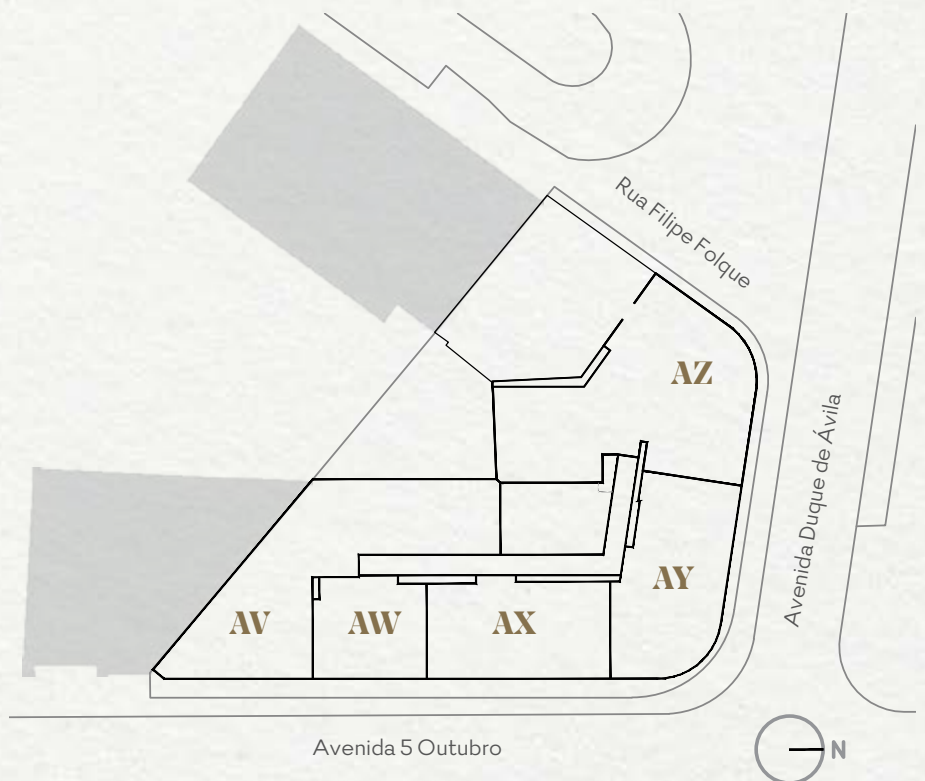 Rua Filipe Folque
AZ
Avenida Duque de Ávila
AY
AV
AW
AX
Avenida 5 Outubro
N